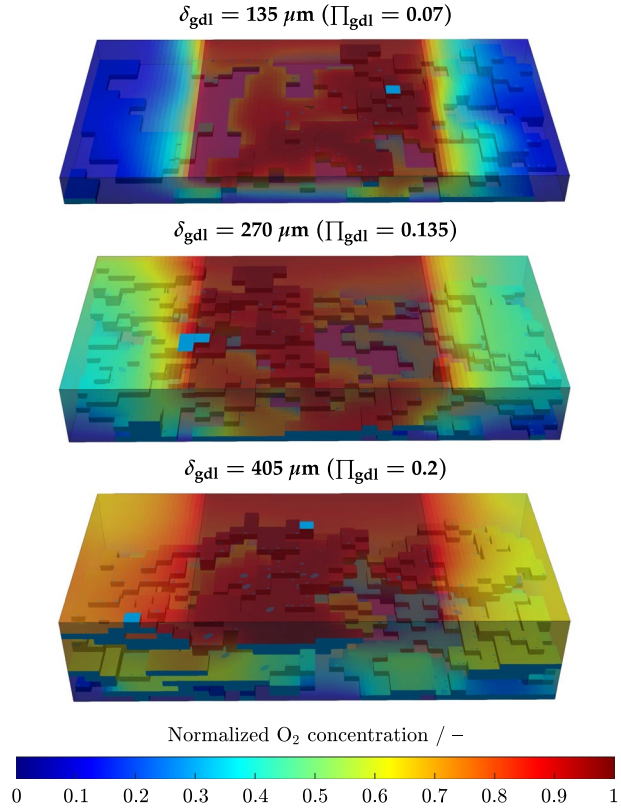 δgdl = 135 μm (∏gdl = 0.07)
δgdl = 270 μm (∏gdl = 0.135)
δgdl = 405 μm (∏gdl = 0.2)
Normalized O₂ concentration / –
0 0.1 0.2 0.3 0.4 0.5 0.6 0.7 0.8 0.9 1